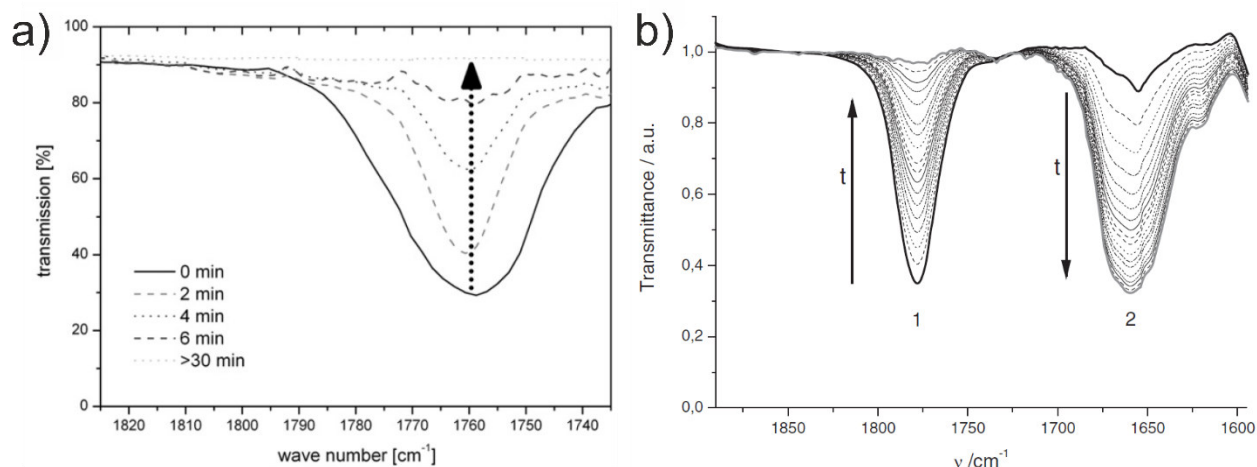 a)
100
80
60
40
20
0
transmission [%]
0 min
2 min
4 min
6 min
>30 min
1820 1810 1800 1790 1780 1770 1760 1750 1740
wave number [cm⁻¹]
b)
1,0
0,8
0,6
0,4
0,2
0,0
Transmittance / a.u.
t
t
1
2
1850 1800 1750 1700 1650 1600
ν /cm⁻¹